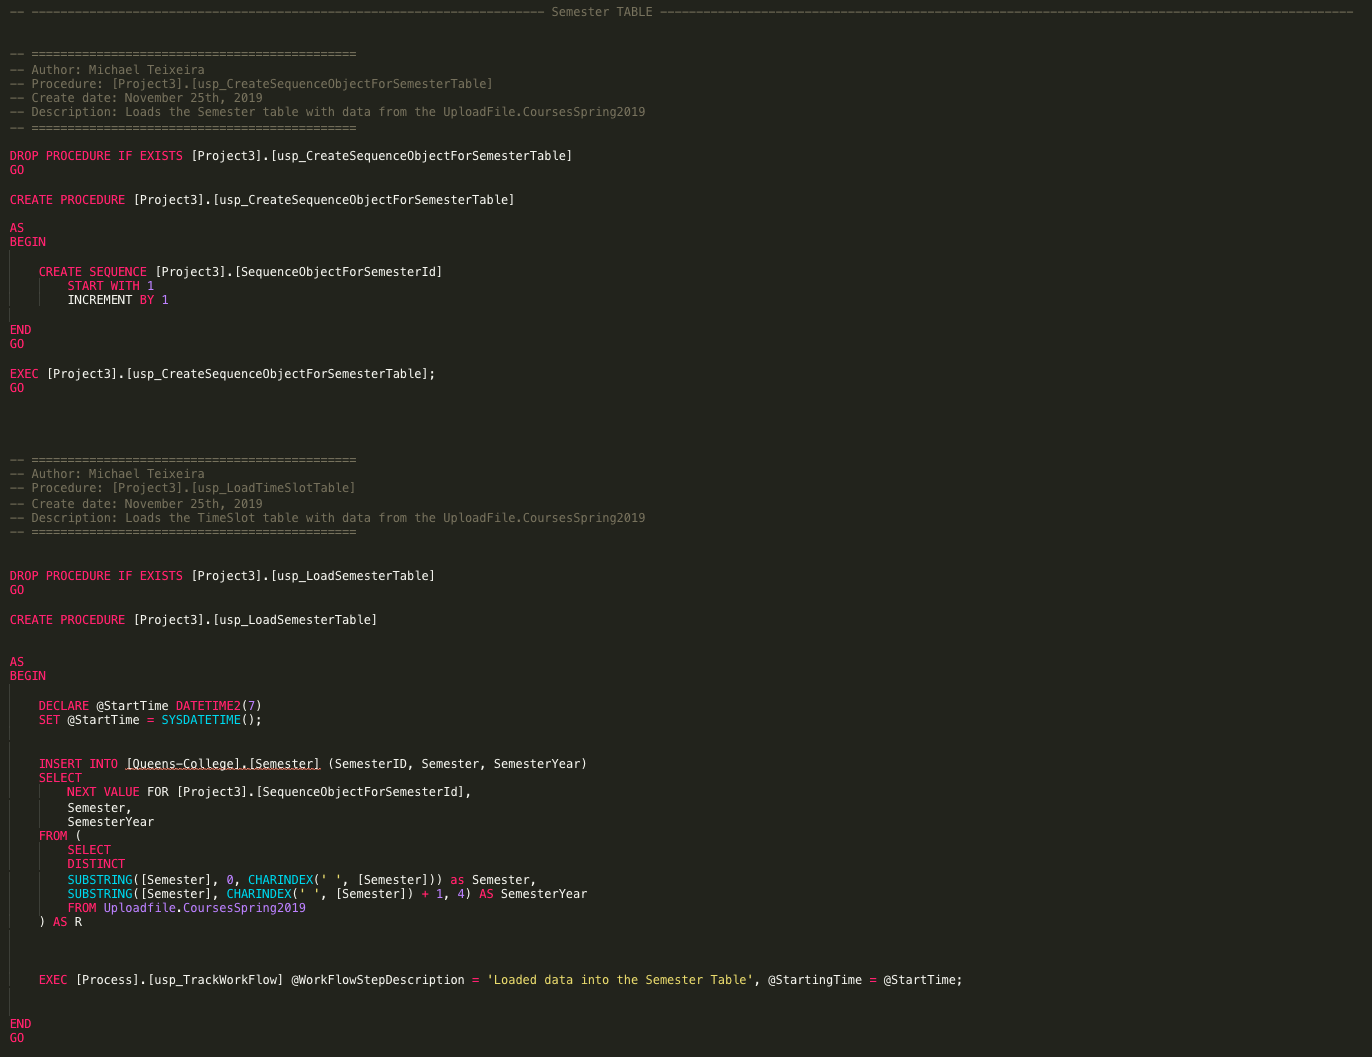 -- ----------------------------------------------------------------------- Semester TABLE ------------------------------------------------------------------------------------------------
-- =============================================
-- Author: Michael Teixeira
-- Procedure: [Project3].[usp_CreateSequenceObjectForSemesterTable]
-- Create date: November 25th, 2019
-- Description: Loads the Semester table with data from the UploadFile.CoursesSpring2019
-- =============================================
DROP PROCEDURE IF EXISTS [Project3].[usp_CreateSequenceObjectForSemesterTable]
GO
CREATE PROCEDURE [Project3].[usp_CreateSequenceObjectForSemesterTable]
AS
BEGIN
CREATE SEQUENCE [Project3].[SequenceObjectForSemesterId]
START WITH 1
INCREMENT BY 1
END
GO
EXEC [Project3].[usp_CreateSequenceObjectForSemesterTable];
GO
-- =============================================
-- Author: Michael Teixeira
-- Procedure: [Project3].[usp_LoadTimeSlotTable]
-- Create date: November 25th, 2019
-- Description: Loads the TimeSlot table with data from the UploadFile.CoursesSpring2019
-- =============================================
DROP PROCEDURE IF EXISTS [Project3].[usp_LoadSemesterTable]
GO
CREATE PROCEDURE [Project3].[usp_LoadSemesterTable]
AS
BEGIN
DECLARE @StartTime DATETIME2(7)
SET @StartTime = SYSDATETIME();
INSERT INTO [Queens-College].[Semester] (SemesterID, Semester, SemesterYear)
SELECT
NEXT VALUE FOR [Project3].[SequenceObjectForSemesterId],
Semester,
SemesterYear
FROM (
SELECT
DISTINCT
SUBSTRING([Semester], 0, CHARINDEX(' ', [Semester])) as Semester,
SUBSTRING([Semester], CHARINDEX(' ', [Semester]) + 1, 4) AS SemesterYear
FROM Uploadfile.CoursesSpring2019
) AS R
EXEC [Process].[usp_TrackWorkFlow] @WorkFlowStepDescription = 'Loaded data into the Semester Table', @StartingTime = @StartTime;
END
GO